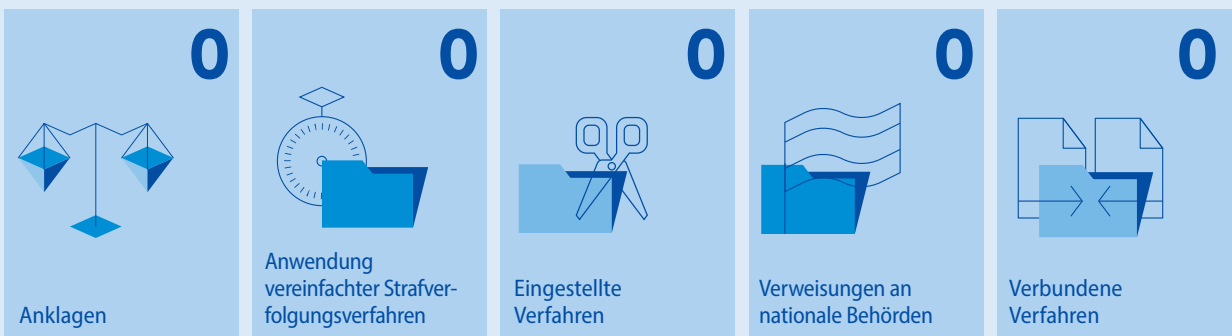 0
Anklagen
0
Anwendung
vereinfachter Strafver-
folgungsverfahren
0
Eingestellte
Verfahren
0
Verweisungen an
nationale Behörden
0
Verbundene
Verfahren